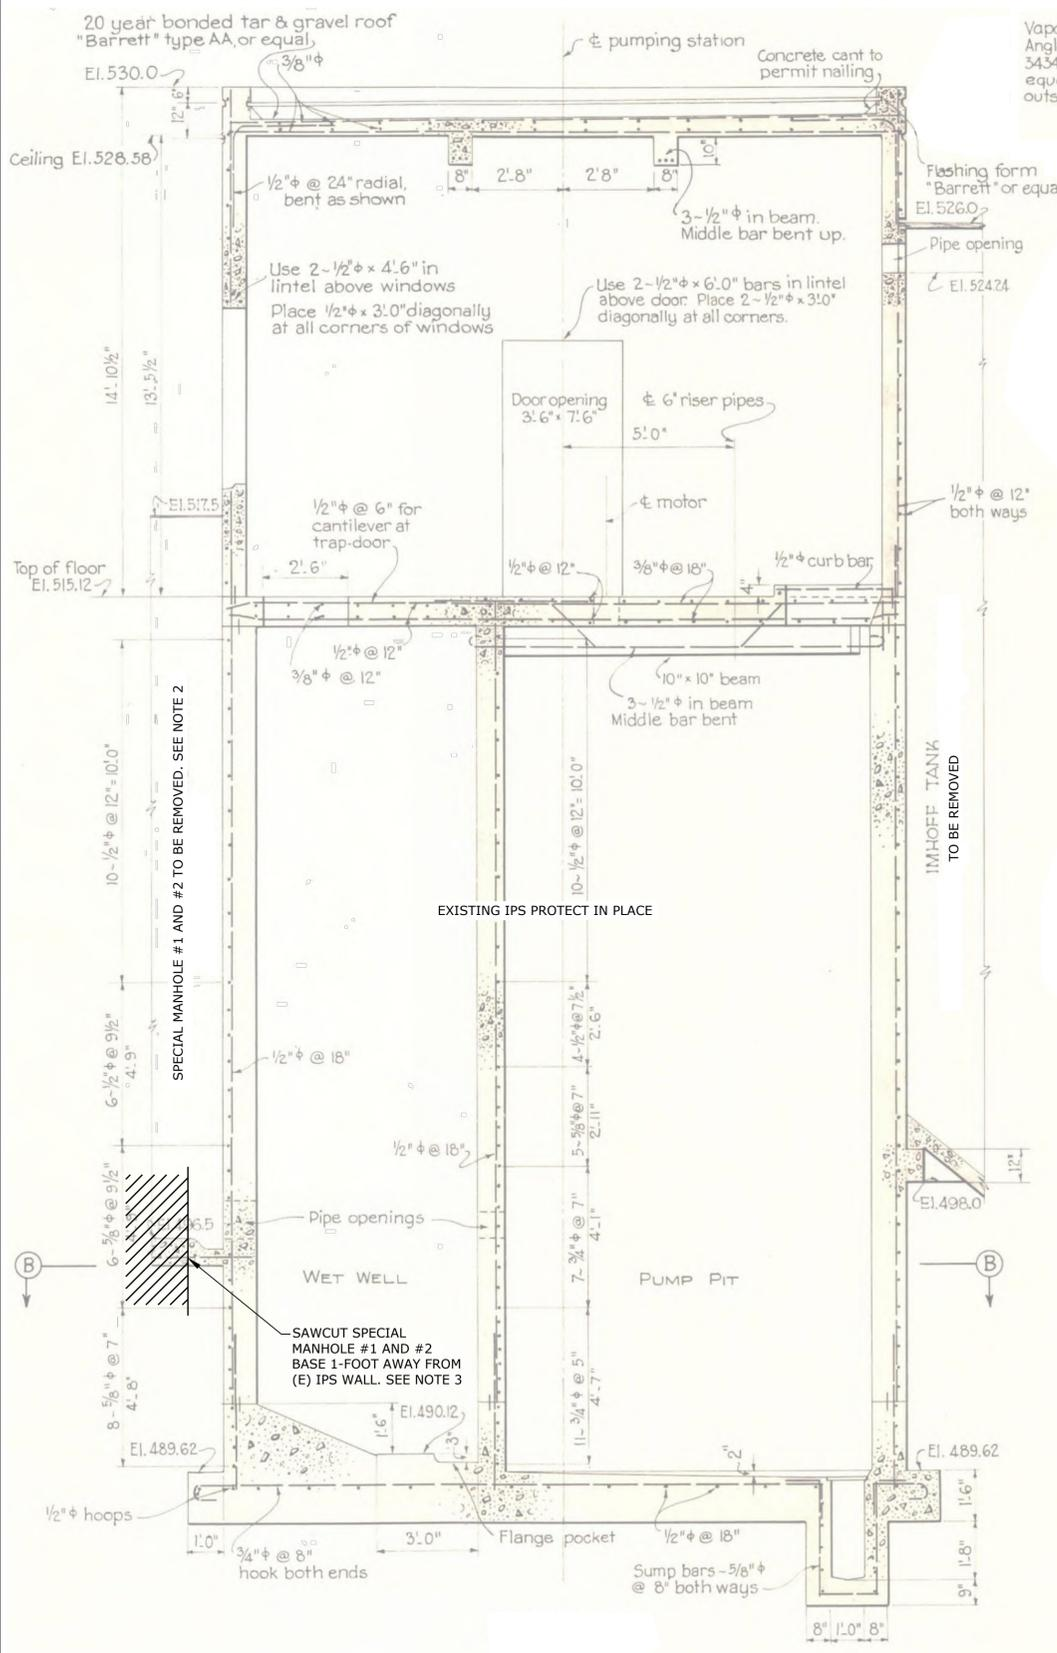 20 year bonded tar & gravel roof
"Barrett" type AA, or equal
3/8"ϕ
℄ pumping station
Concrete cant to
permit nailing
El. 530.0
12"
6"
Ceiling El. 528.58
1/2"ϕ @ 24" radial,
bent as shown
8"
2'-8"
2'8"
8"
10"
3~1/2"ϕ in beam.
Middle bar bent up.
Flashing form
"Barrett" or equa
El. 526.0
Pipe opening
El. 524.24
Use 2~1/2"ϕ × 4'-6" in
lintel above windows
Place 1/2"ϕ × 3'-0" diagonally
at all corners of windows
Use 2~1/2"ϕ × 6'-0" bars in lintel
above door. Place 2~1/2"ϕ × 3'-0"
diagonally at all corners.
14'-10 1/2"
13'-5 1/2"
Door opening
3'-6" × 7'-6"
℄ 6" riser pipes
5'-0"
El. 517.5
1/2"ϕ @ 6" for
cantilever at
trap-door
℄ motor
1/2"ϕ @ 12"
both ways
Top of floor
El. 515.12
2'-6"
1/2"ϕ @ 12"
3/8"ϕ @ 18"
4"
1/2"ϕ curb bar
1/2"ϕ @ 12"
3/8"ϕ @ 12"
10" × 10" beam
3~1/2"ϕ in beam
Middle bar bent
10~1/2"ϕ @ 12" = 10'-0"
SPECIAL MANHOLE #1 AND #2 TO BE REMOVED. SEE NOTE 2
10~1/2"ϕ @ 12" = 10'-0"
IMHOFF TANK
TO BE REMOVED
EXISTING IPS PROTECT IN PLACE
6~1/2"ϕ @ 9 1/2"
4'-9"
1/2"ϕ @ 18"
4~1/2"ϕ @ 7 1/2"
2'-6"
5~5/8"ϕ @ 7"
2'-11"
1/2"ϕ @ 18"
12"
El. 498.0
6~5/8"ϕ @ 9 1/2"
Pipe openings
7~3/4"ϕ @ 7"
4'-1"
B
WET WELL
PUMP PIT
B
SAWCUT SPECIAL
MANHOLE #1 AND #2
BASE 1-FOOT AWAY FROM
(E) IPS WALL. SEE NOTE 3
8~5/8"ϕ @ 7"
4'-8"
11~3/4"ϕ @ 5"
4'-7"
1'-6"
El. 490.12
3"
El. 489.62
2"
El. 489.62
1/2"ϕ hoops
1'-0"
3/4"ϕ @ 8"
hook both ends
3'-0"
Flange pocket
1/2"ϕ @ 18"
Sump bars ~ 5/8"ϕ
@ 8" both ways
1'-6"
1'-8"
9"
8"
1'-0"
8"